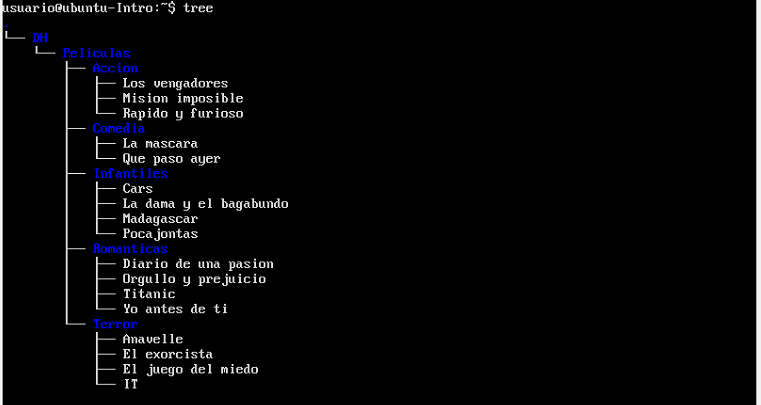 usuario@ubuntu-Intro:~$ tree
.
└── DH
    └── Peliculas
        ├── Accion
        │   ├── Los vengadores
        │   ├── Mision imposible
        │   └── Rapido y furioso
        ├── Comedia
        │   ├── La mascara
        │   └── Que paso ayer
        ├── Infantiles
        │   ├── Cars
        │   ├── La dama y el bagabundo
        │   ├── Madagascar
        │   └── Pocajontas
        ├── Romanticas
        │   ├── Diario de una pasion
        │   ├── Orgullo y prejuicio
        │   ├── Titanic
        │   └── Yo antes de ti
        └── Terror
            ├── Anavelle
            ├── El exorcista
            ├── El juego del miedo
            └── IT